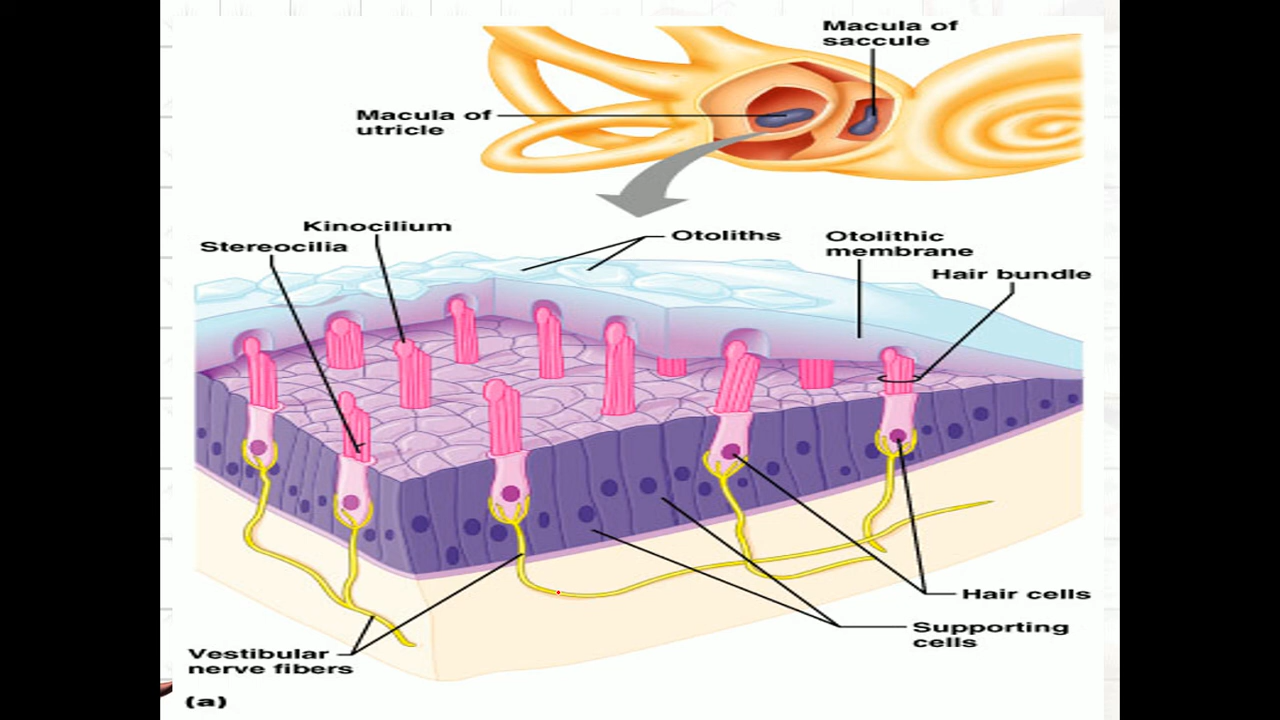 Macula of
saccule
Macula of
utricle
Kinocilium
Stereocilia
Otoliths
Otolithic
membrane
Hair bundle
Hair cells
Supporting
cells
Vestibular
nerve fibers
(a)